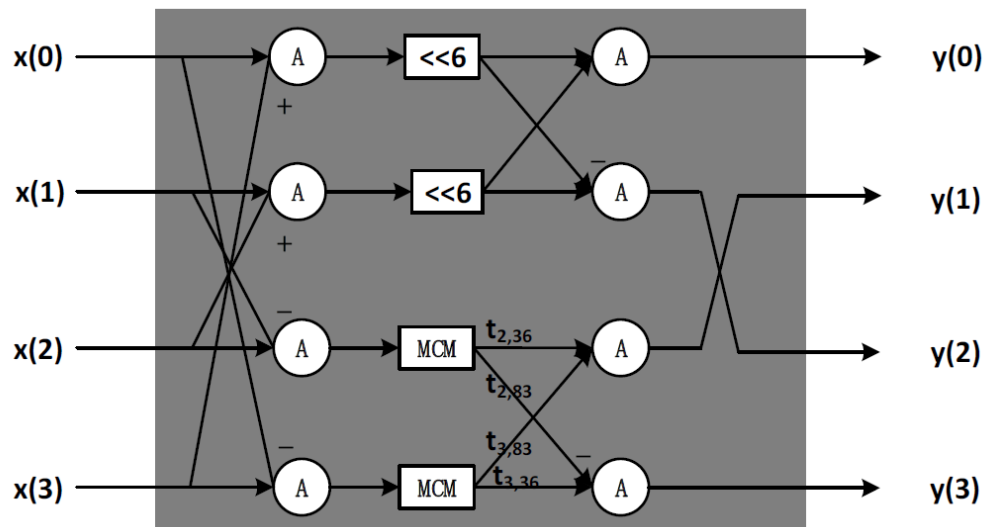 x(0) A <<6 A y(0)
+
−
x(1) A <<6 A y(1)
+
−
x(2) A MCM t2,36 A y(2)
t2,83
t3,83
− −
x(3) A MCM t3,36 A y(3)